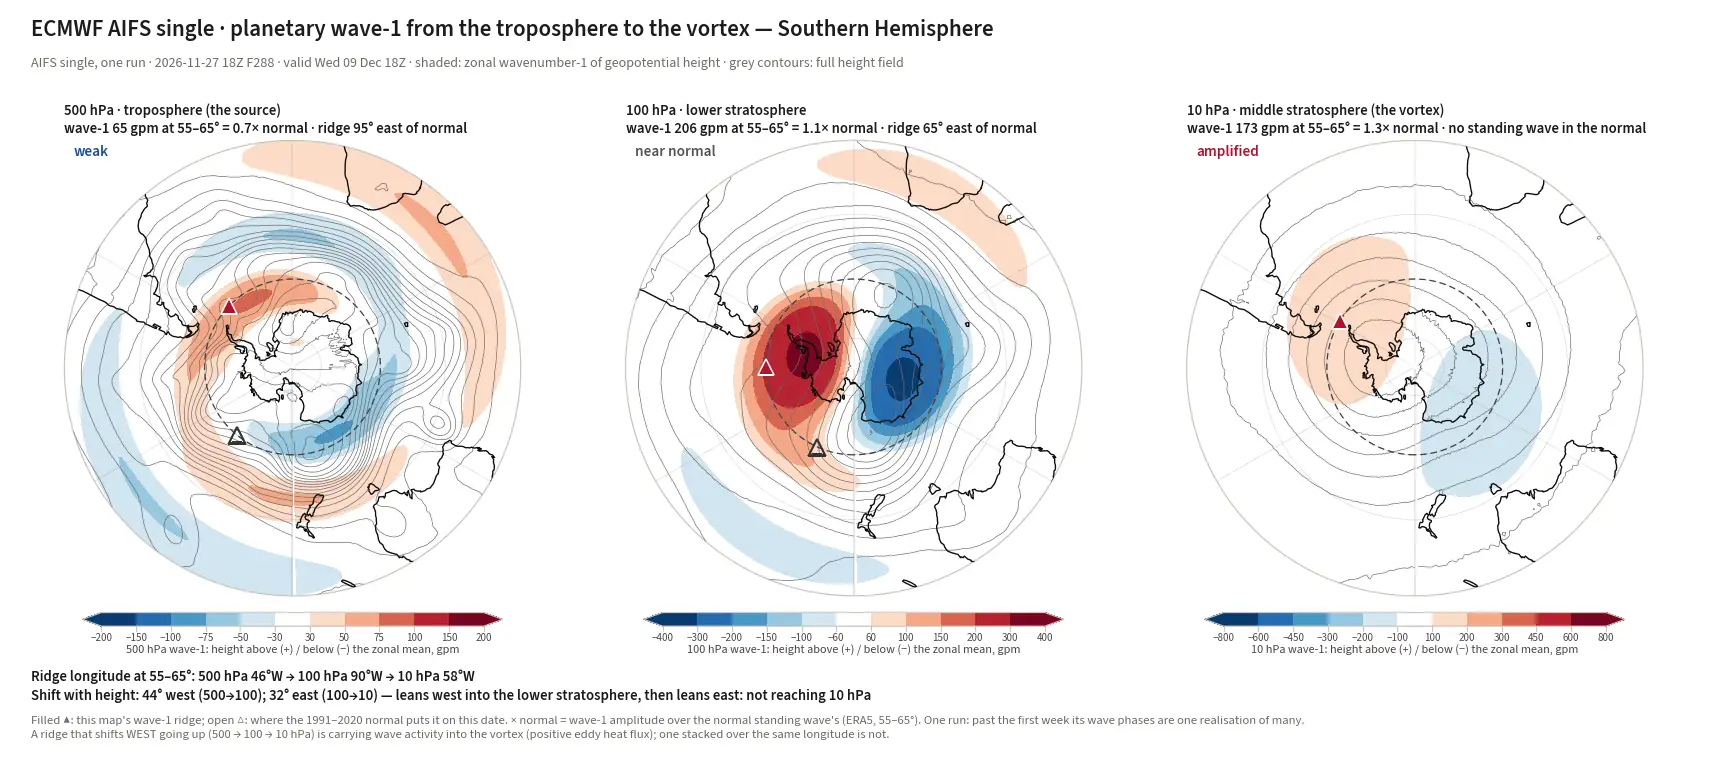 ECMWF AIFS single · planetary wave-1 from the troposphere to the vortex — Southern Hemisphere
AIFS single, one run · 2026-11-27 18Z F288 · valid Wed 09 Dec 18Z · shaded: zonal wavenumber-1 of geopotential height · grey contours: full height field
500 hPa · troposphere (the source)
wave-1 65 gpm at 55–65° = 0.7× normal · ridge 95° east of normal
weak
100 hPa · lower stratosphere
wave-1 206 gpm at 55–65° = 1.1× normal · ridge 65° east of normal
near normal
10 hPa · middle stratosphere (the vortex)
wave-1 173 gpm at 55–65° = 1.3× normal · no standing wave in the normal
amplified
−200 −150 −100 −75 −50 −30 30 50 75 100 150 200
500 hPa wave-1: height above (+) / below (−) the zonal mean, gpm
−400 −300 −200 −150 −100 −60 60 100 150 200 300 400
100 hPa wave-1: height above (+) / below (−) the zonal mean, gpm
−800 −600 −450 −300 −200 −100 100 200 300 450 600 800
10 hPa wave-1: height above (+) / below (−) the zonal mean, gpm
Ridge longitude at 55–65°: 500 hPa 46°W → 100 hPa 90°W → 10 hPa 58°W
Shift with height: 44° west (500→100); 32° east (100→10) — leans west into the lower stratosphere, then leans east: not reaching 10 hPa
Filled ▲: this map's wave-1 ridge; open △: where the 1991–2020 normal puts it on this date. × normal = wave-1 amplitude over the normal standing wave's (ERA5, 55–65°). One run: past the first week its wave phases are one realisation of many.
A ridge that shifts WEST going up (500 → 100 → 10 hPa) is carrying wave activity into the vortex (positive eddy heat flux); one stacked over the same longitude is not.